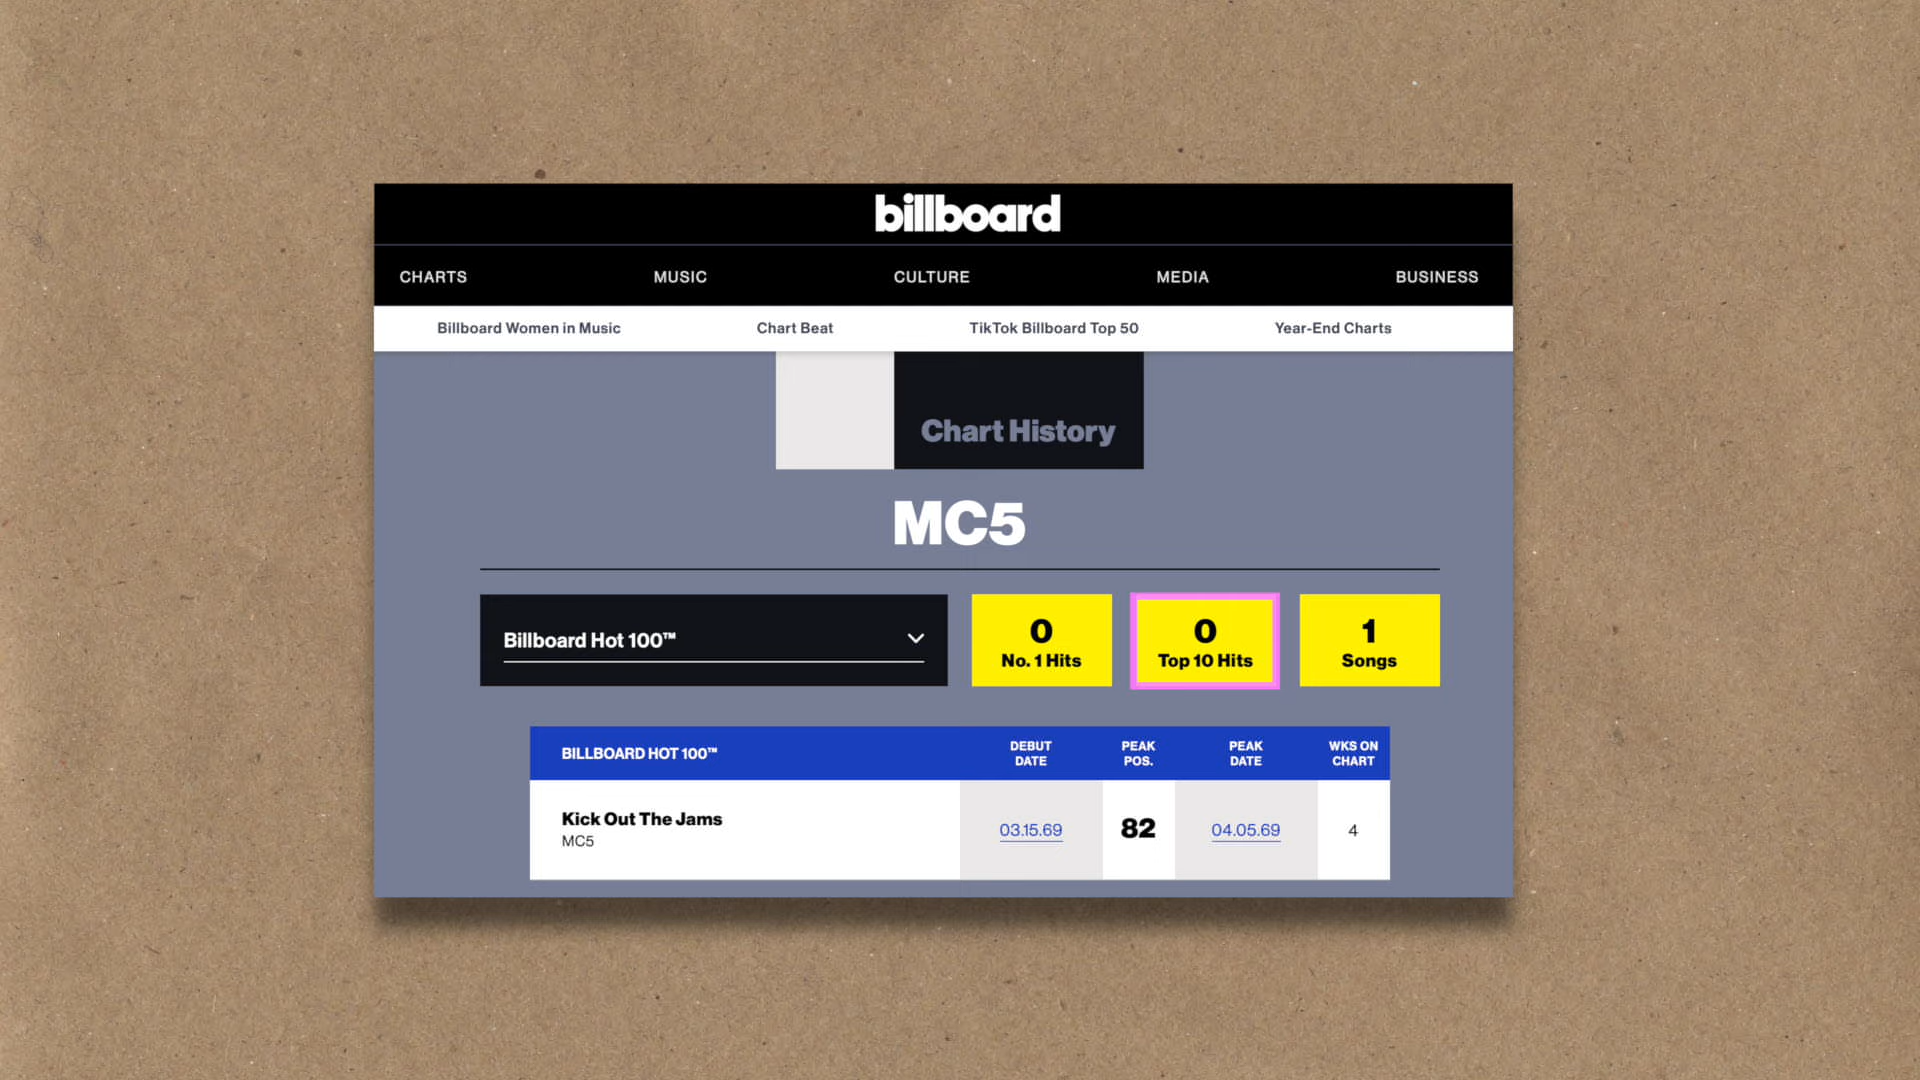 billboard
CHARTS MUSIC CULTURE MEDIA BUSINESS
Billboard Women in Music Chart Beat TikTok Billboard Top 50 Year-End Charts
Chart History
MC5
Billboard Hot 100™
0
No. 1 Hits
0
Top 10 Hits
1
Songs
BILLBOARD HOT 100™
DEBUT
DATE
PEAK
POS.
PEAK
DATE
WKS ON
CHART
Kick Out The Jams
MC5
03.15.69
82
04.05.69
4